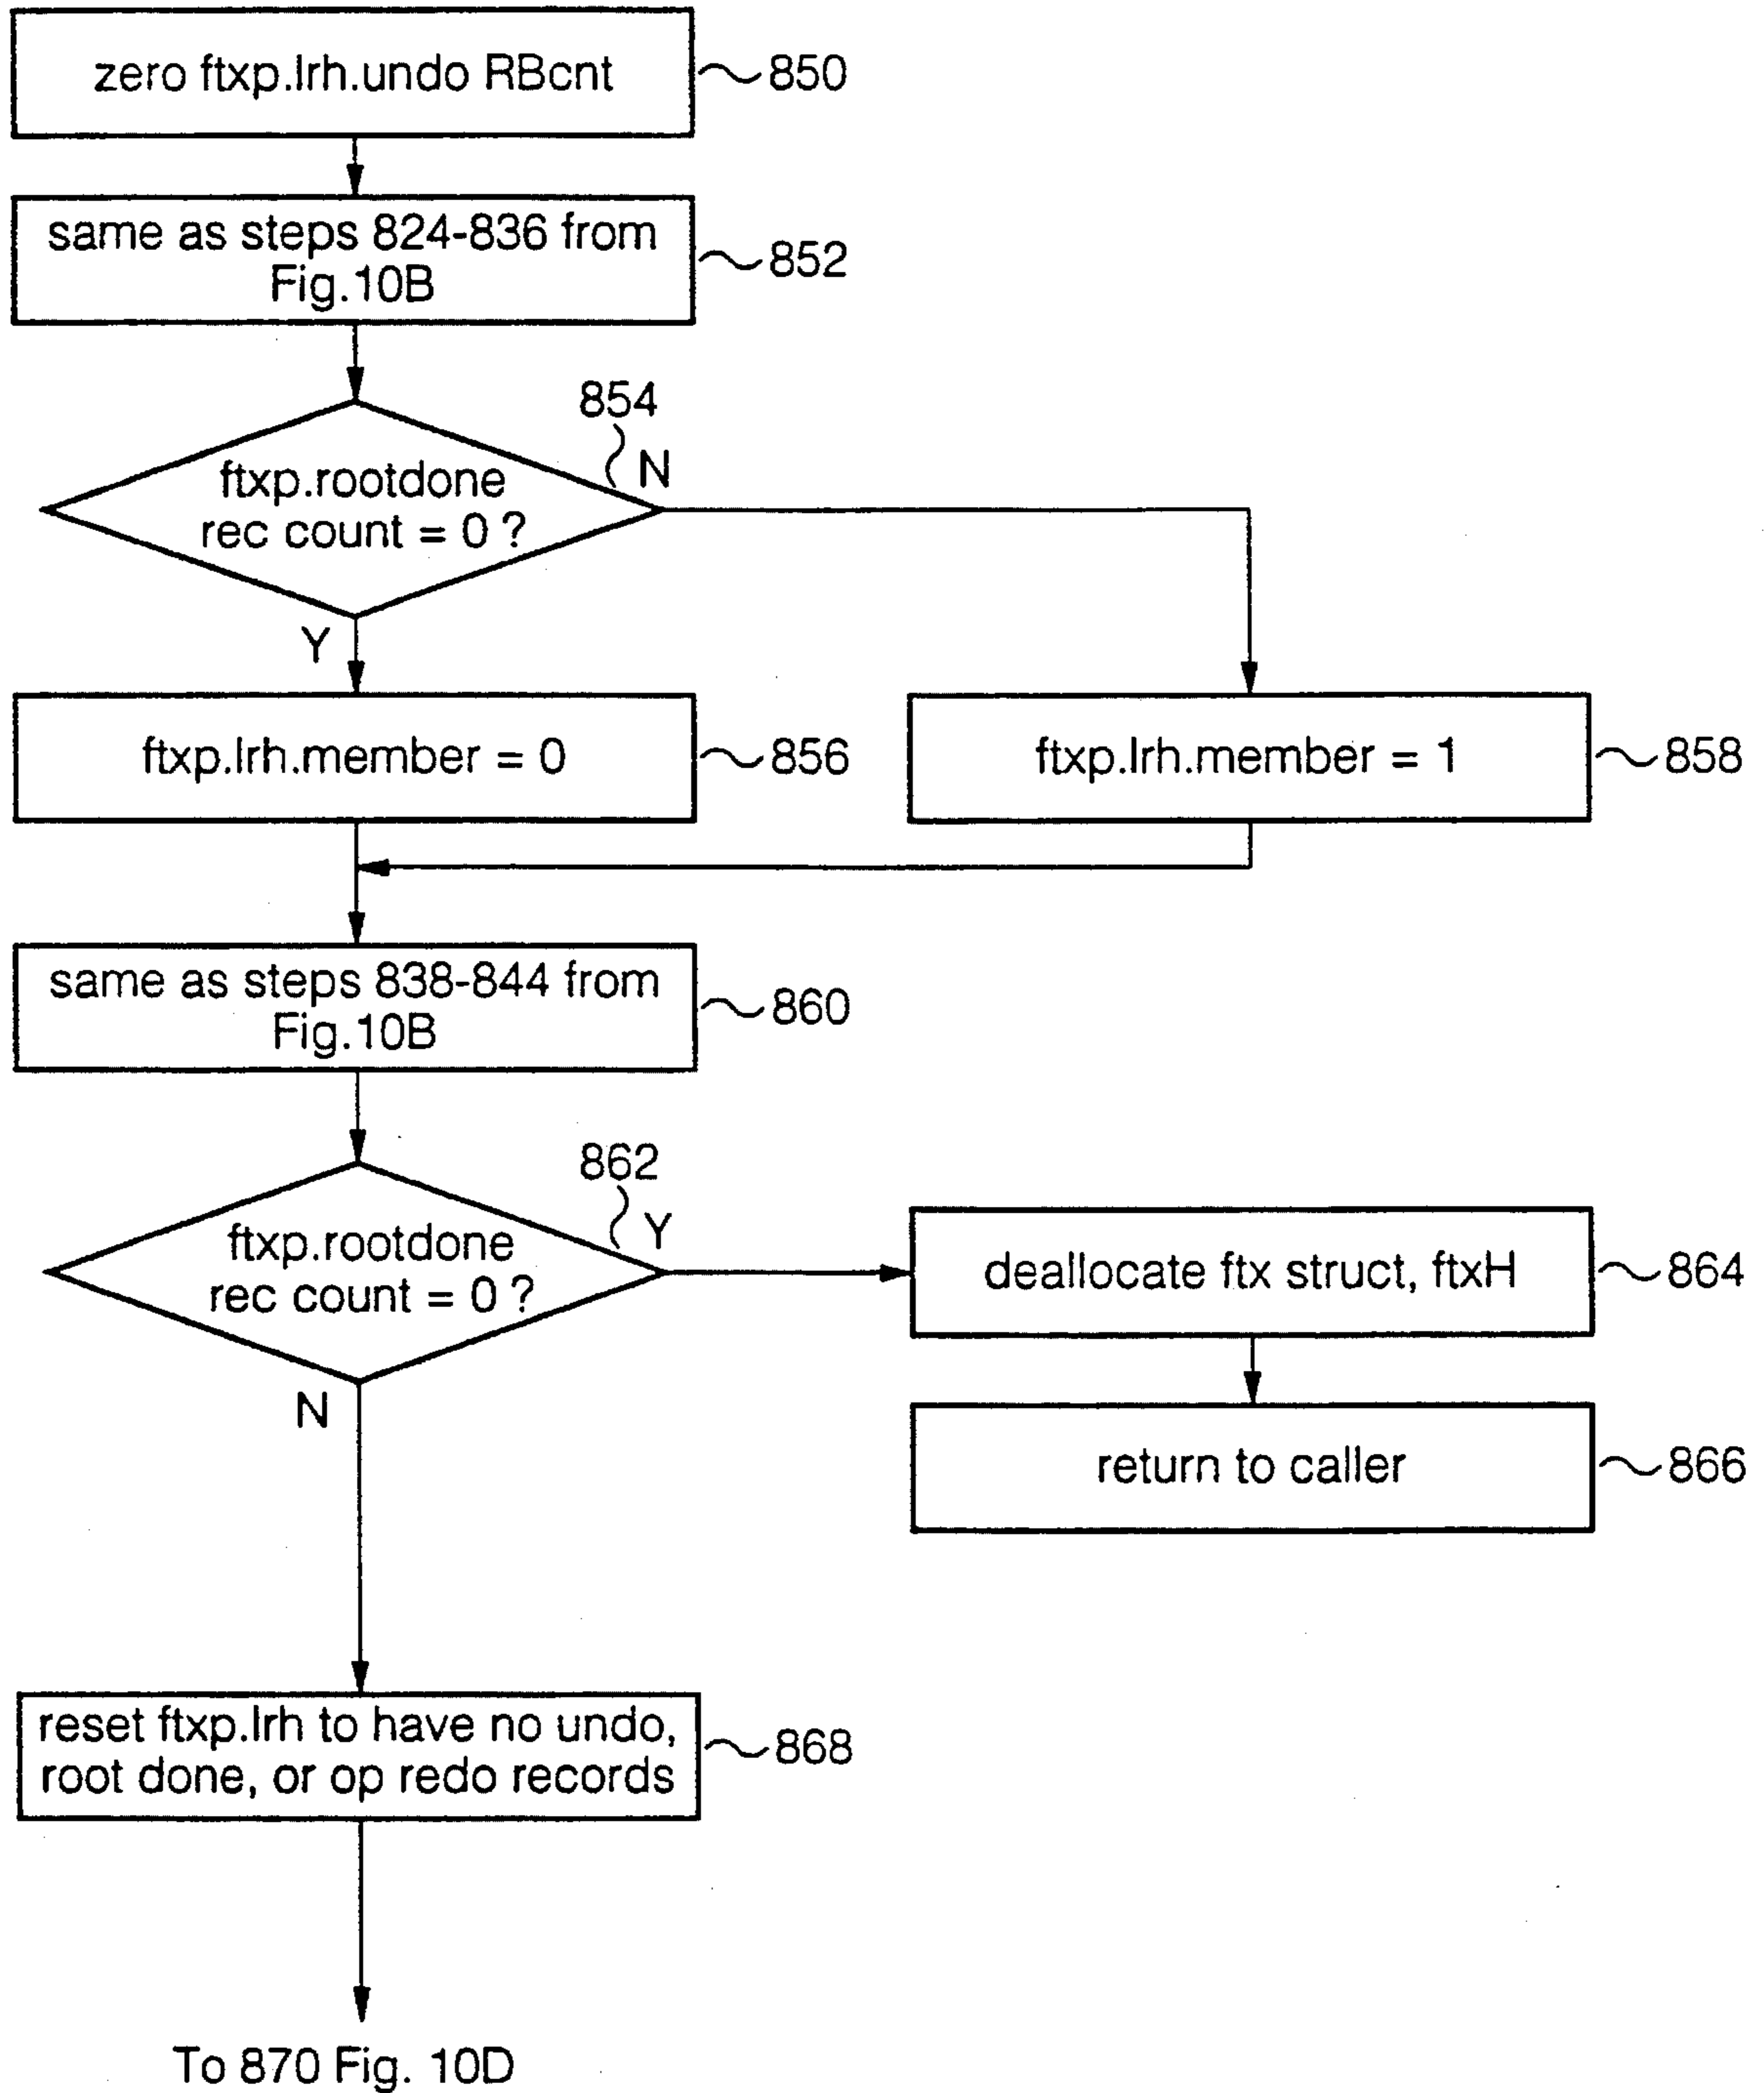 zero ftxp.lrh.undo RBcnt
850
same as steps 824-836 from
Fig.10B
852
854
N
ftxp.rootdone
rec count = 0 ?
Y
ftxp.lrh.member = 0
856
ftxp.lrh.member = 1
858
same as steps 838-844 from
Fig.10B
860
862
Y
ftxp.rootdone
rec count = 0 ?
N
deallocate ftx struct, ftxH
864
return to caller
866
reset ftxp.lrh to have no undo,
root done, or op redo records
868
To 870 Fig. 10D